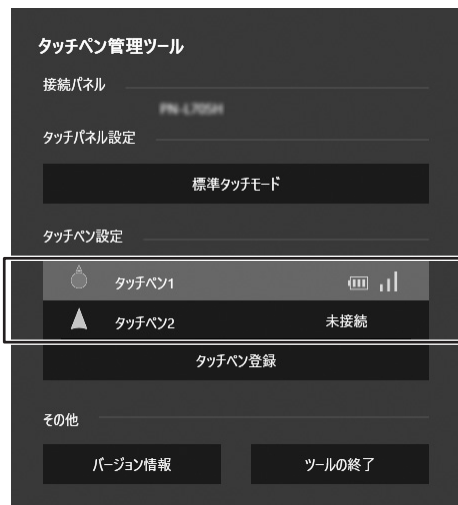 タッチペン管理ツール
接続パネル
PN-L705H
タッチパネル設定
標準タッチモード
タッチペン設定
タッチペン1
タッチペン2 未接続
タッチペン登録
その他
バージョン情報 ツールの終了